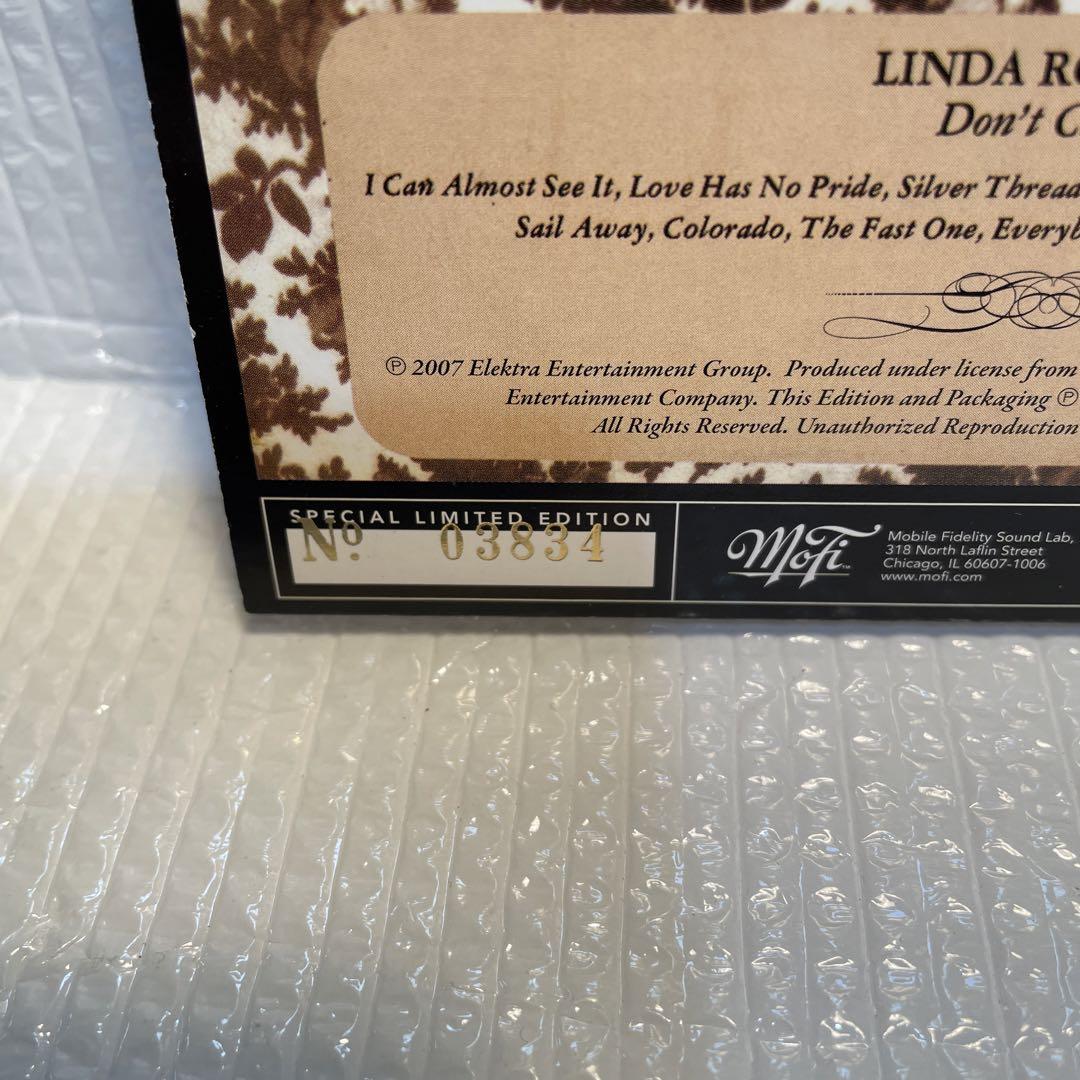 LINDA
Don't
I Can Almost See It, Love Has No Pride, Silver Thread
Sail Away, Colorado, The Fast One,
℗ 2007 Elektra Entertainment Group. Produced under license from
Entertainment Company. This Edition and Packaging ℗
All Rights Reserved. Unauthorized Reproduction
SPECIAL LIMITED EDITION
Nº 03834
MoFi™
Mobile Fidelity Sound Lab,
318 North Laflin Street
Chicago, IL 60607-1006
www.mofi.com